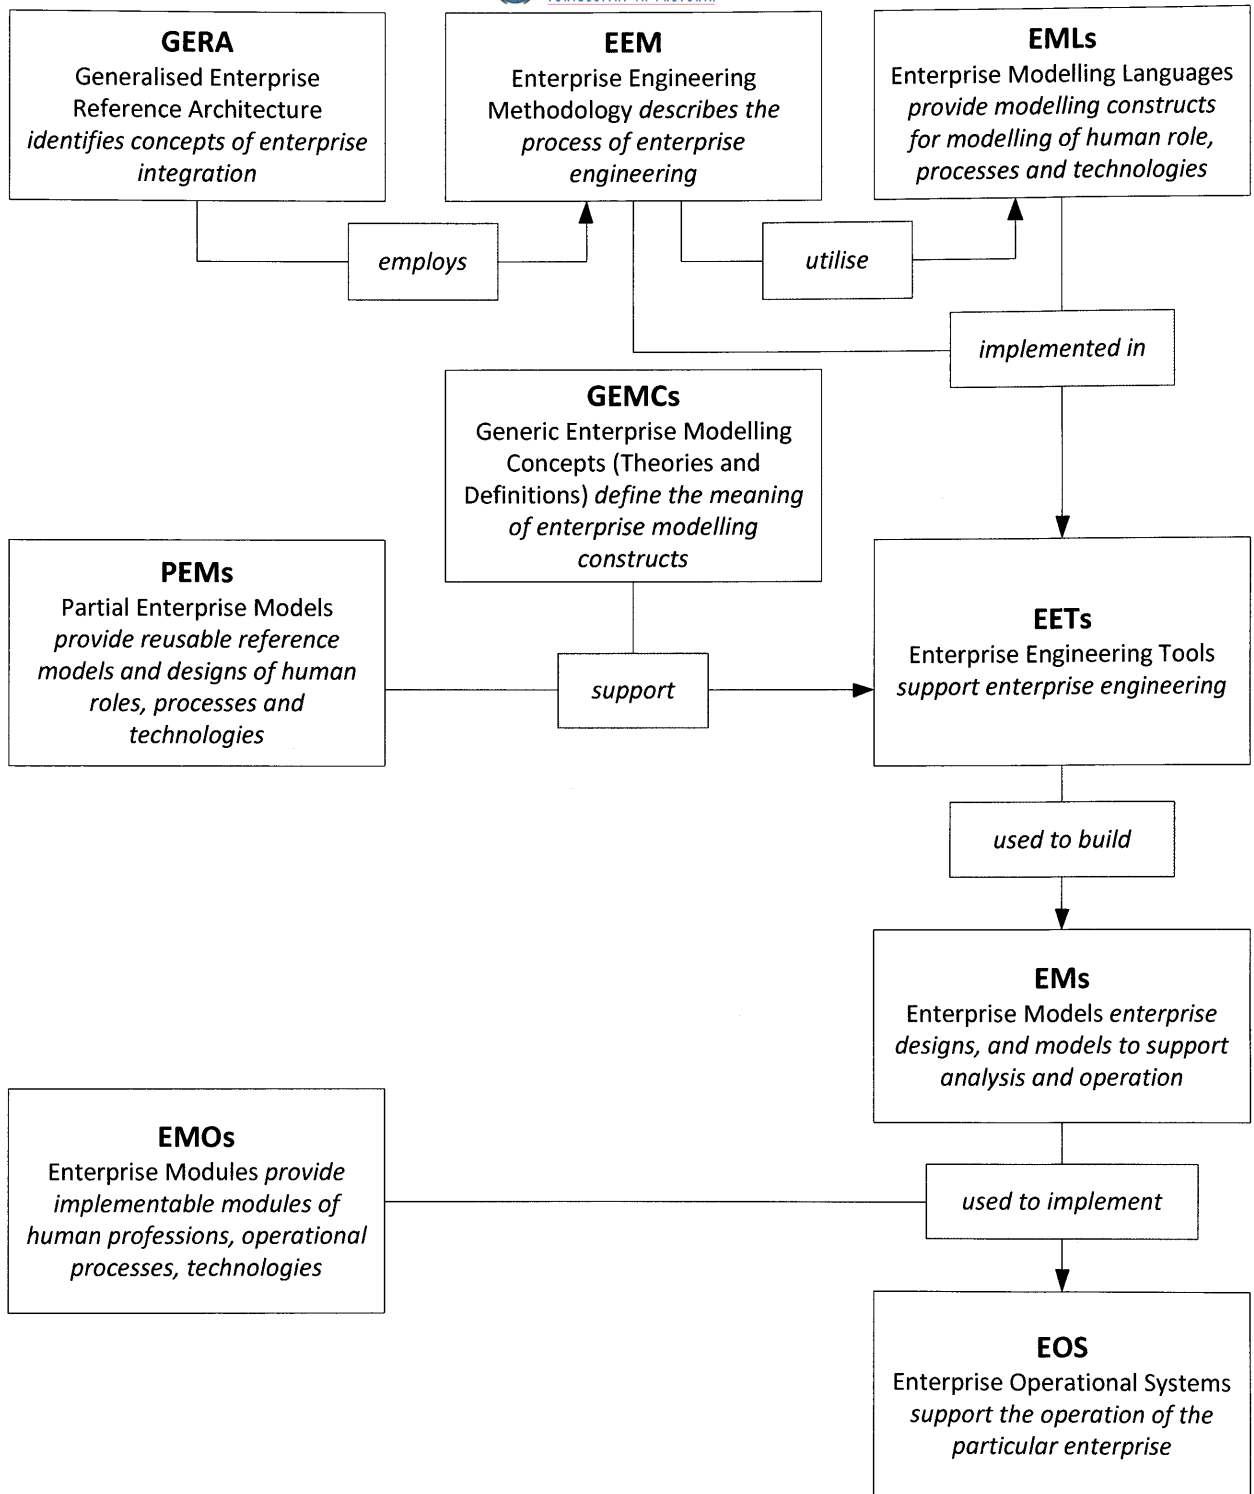 GERA
Generalised Enterprise
Reference Architecture
identifies concepts of enterprise
integration
EEM
Enterprise Engineering
Methodology describes the
process of enterprise
engineering
EMLs
Enterprise Modelling Languages
provide modelling constructs
for modelling of human role,
processes and technologies
employs
utilise
implemented in
GEMCs
Generic Enterprise Modelling
Concepts (Theories and
Definitions) define the meaning
of enterprise modelling
constructs
PEMs
Partial Enterprise Models
provide reusable reference
models and designs of human
roles, processes and
technologies
support
EETs
Enterprise Engineering Tools
support enterprise engineering
used to build
EMs
Enterprise Models enterprise
designs, and models to support
analysis and operation
EMOs
Enterprise Modules provide
implementable modules of
human professions, operational
processes, technologies
used to implement
EOS
Enterprise Operational Systems
support the operation of the
particular enterprise